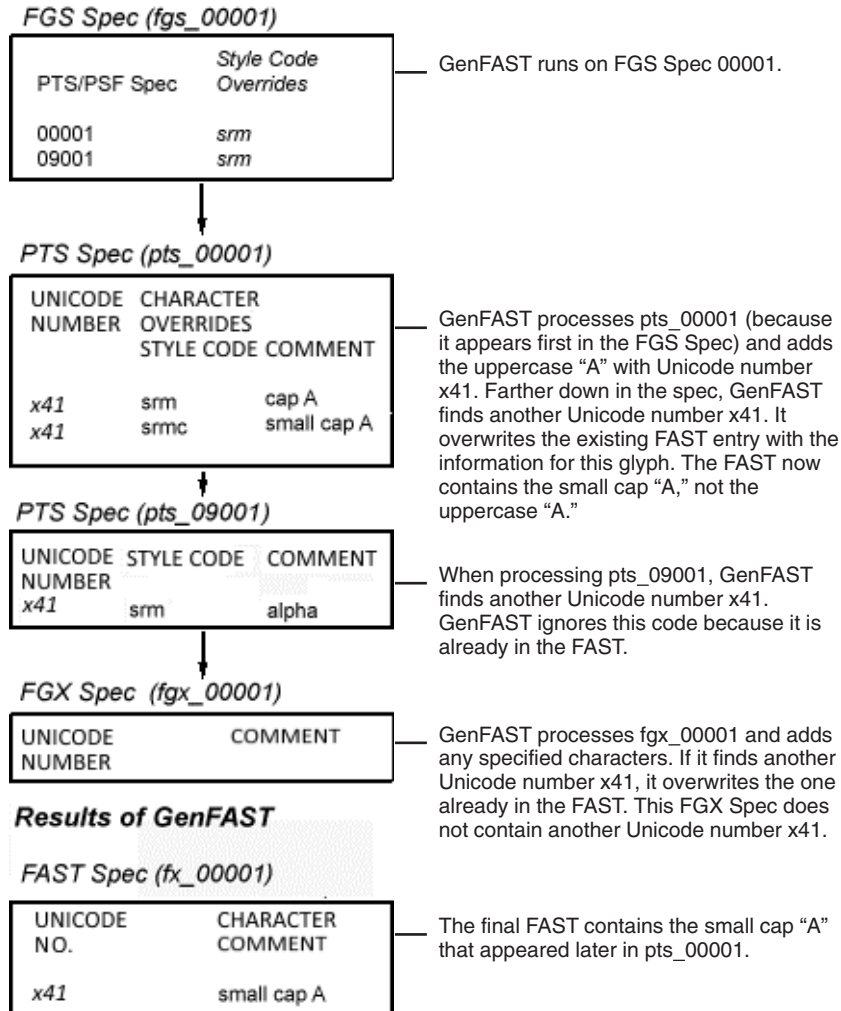 FGS Spec (fgs_00001)
Style Code
PTS/PSF Spec Overrides
00001 srm
09001 srm
GenFAST runs on FGS Spec 00001.
PTS Spec (pts_00001)
UNICODE CHARACTER
NUMBER OVERRIDES
STYLE CODE COMMENT
x41 srm cap A
x41 srmc small cap A
GenFAST processes pts_00001 (because
it appears first in the FGS Spec) and adds
the uppercase “A” with Unicode number
x41. Farther down in the spec, GenFAST
finds another Unicode number x41. It
overwrites the existing FAST entry with the
information for this glyph. The FAST now
contains the small cap “A,” not the
uppercase “A.”
PTS Spec (pts_09001)
UNICODE STYLE CODE COMMENT
NUMBER
x41 srm alpha
When processing pts_09001, GenFAST
finds another Unicode number x41.
GenFAST ignores this code because it is
already in the FAST.
FGX Spec (fgx_00001)
UNICODE COMMENT
NUMBER
GenFAST processes fgx_00001 and adds
any specified characters. If it finds another
Unicode number x41, it overwrites the one
already in the FAST. This FGX Spec does
not contain another Unicode number x41.
Results of GenFAST
FAST Spec (fx_00001)
UNICODE CHARACTER
NO. COMMENT
x41 small cap A
The final FAST contains the small cap “A”
that appeared later in pts_00001.